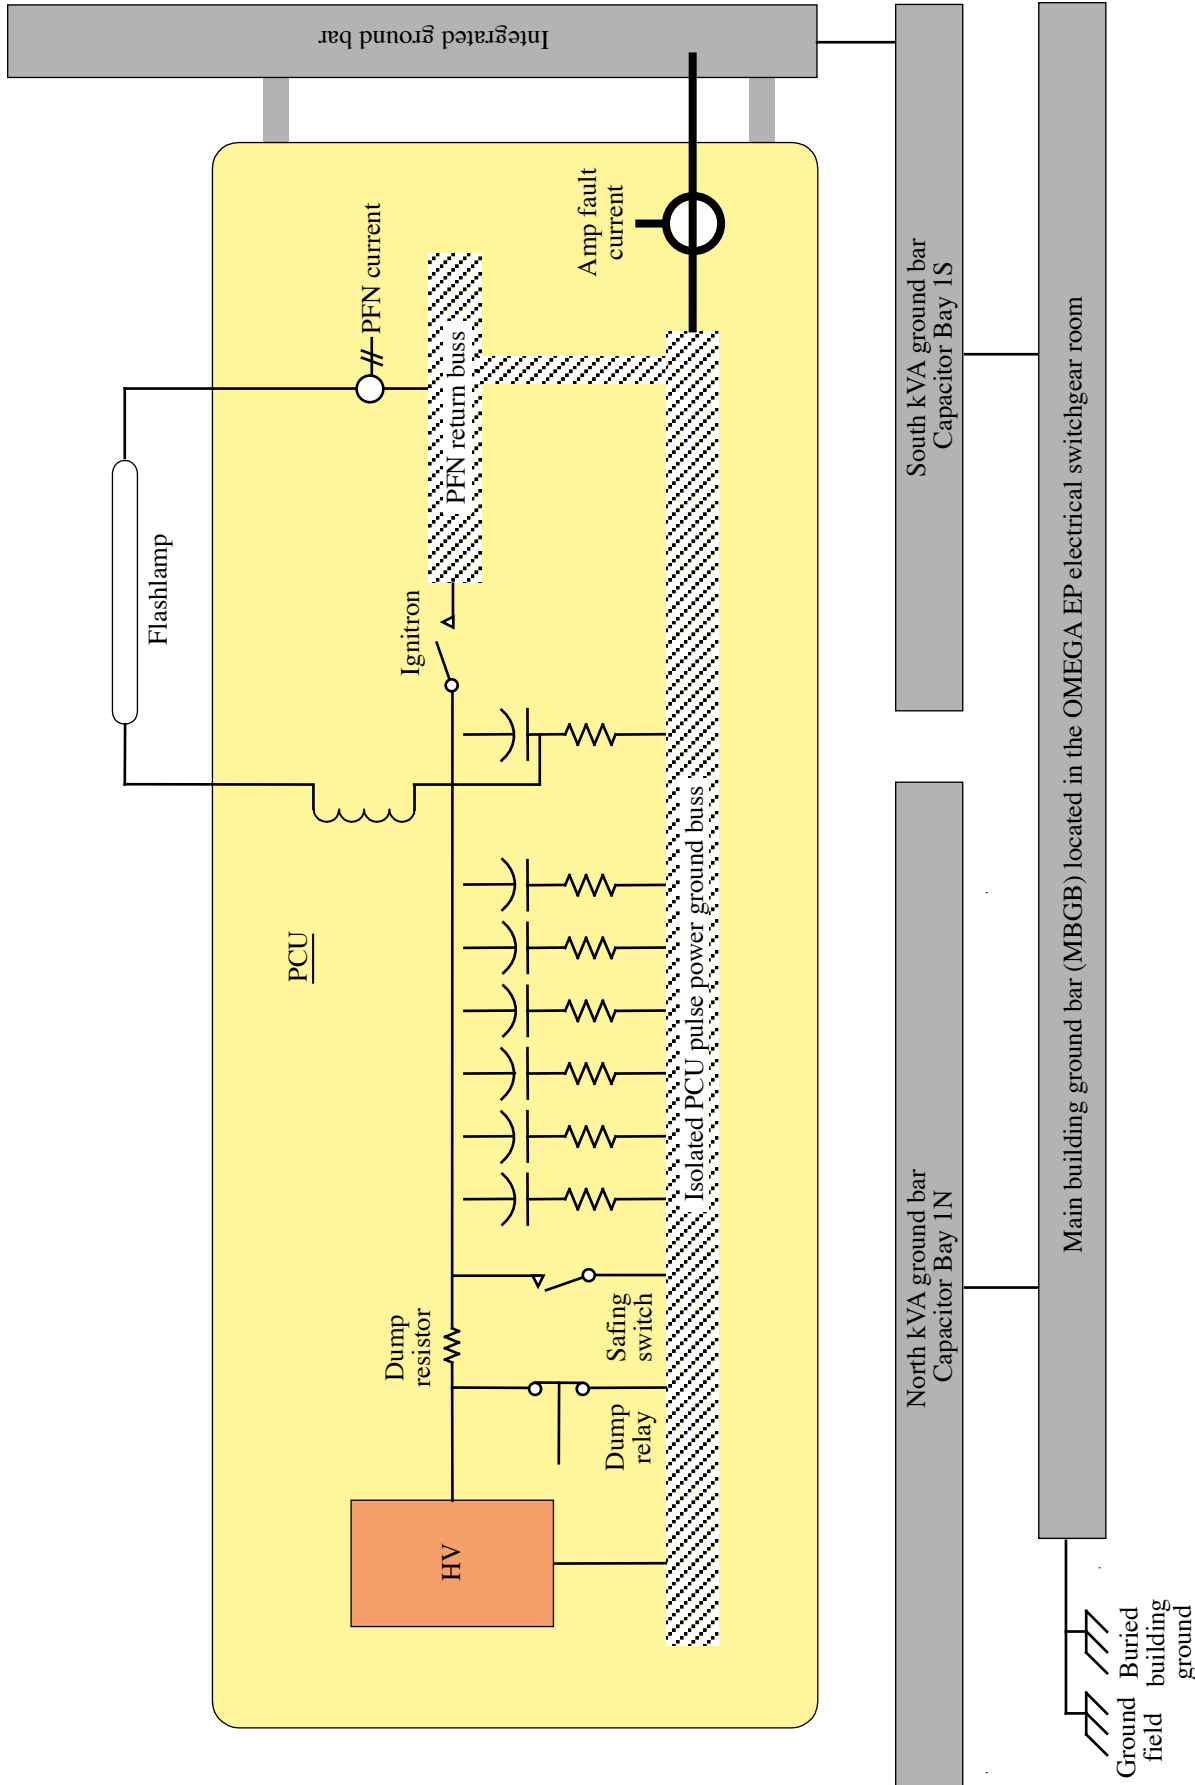 Integrated ground bar
Flashlamp
PFN current
Amp fault
current
PFN return buss
Ignitron
PCU
Isolated PCU pulse power ground buss
Dump
resistor
Safing
switch
Dump
relay
HV
South kVA ground bar
Capacitor Bay 1S
North kVA ground bar
Capacitor Bay 1N
Main building ground bar (MBGB) located in the OMEGA EP electrical switchgear room
Ground
field
Buried
building
ground